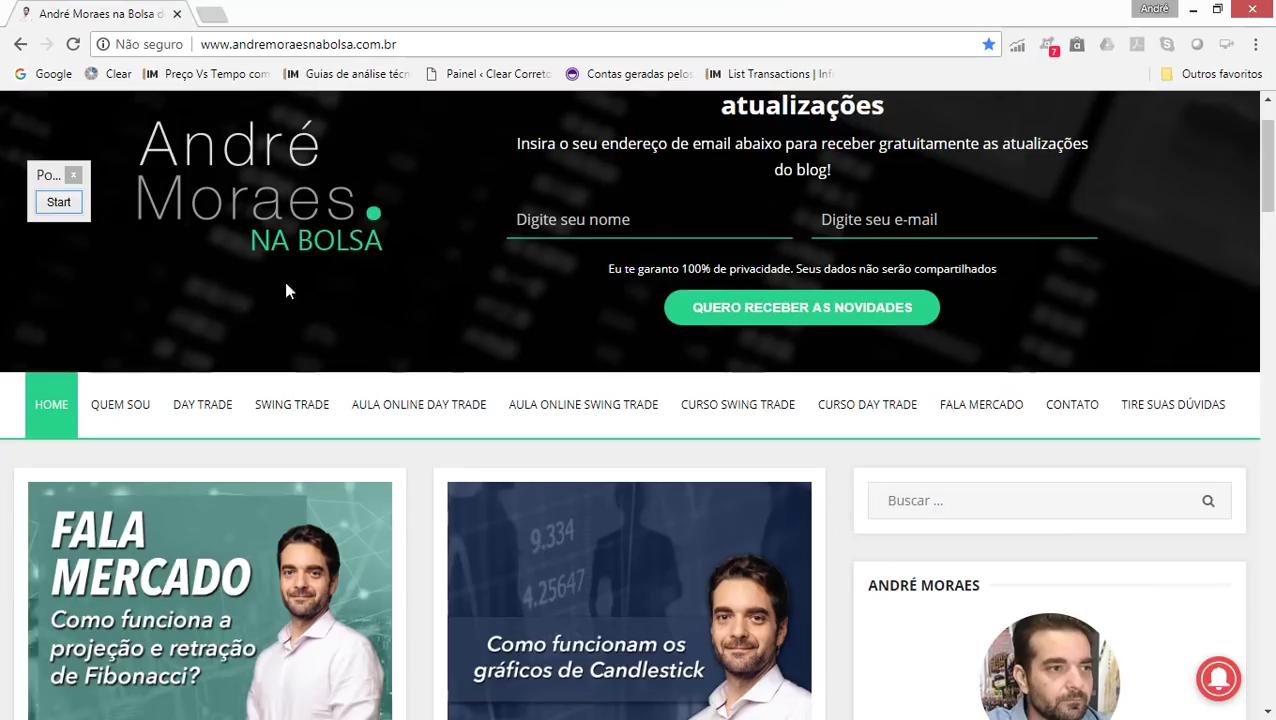 André Moraes na Bolsa d
André
Não seguro
www.andremoraesnabolsa.com.br
7
Google
Clear
Preço Vs Tempo com
Guias de análise técn
Painel ‹ Clear Correto
Contas geradas pelos
List Transactions | Inf
Outros favoritos
André
Moraes.
NA BOLSA
Po... x
Start
atualizações
Insira o seu endereço de email abaixo para receber gratuitamente as atualizações
do blog!
Digite seu nome
Digite seu e-mail
Eu te garanto 100% de privacidade. Seus dados não serão compartilhados
QUERO RECEBER AS NOVIDADES
HOME QUEM SOU DAY TRADE SWING TRADE AULA ONLINE DAY TRADE AULA ONLINE SWING TRADE CURSO SWING TRADE CURSO DAY TRADE FALA MERCADO CONTATO TIRE SUAS DÚVIDAS
FALA
MERCADO
Como funciona a
projeção e retração
de Fibonacci?
9.334
4.25647
Como funcionam os
gráficos de Candlestick
Buscar ...
ANDRÉ MORAES